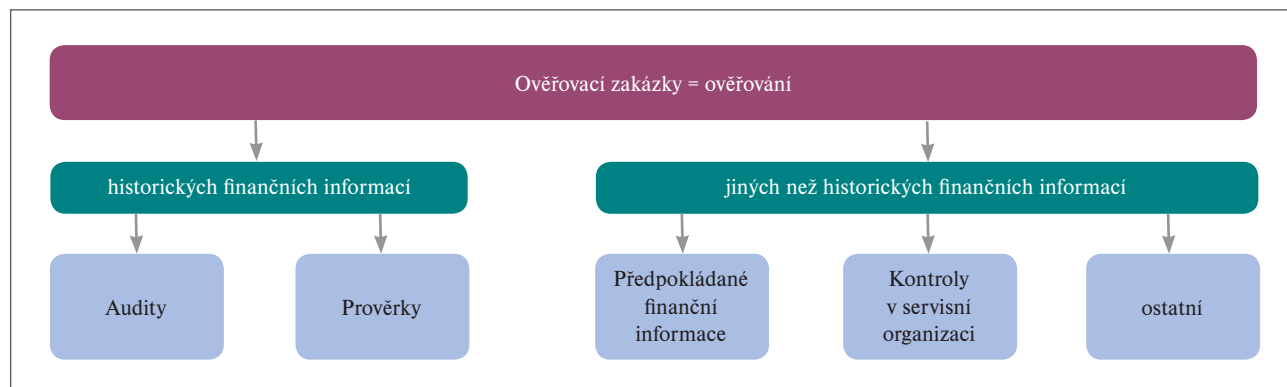 Ověřovací zakázky = ověřování
historických finančních informací
jiných než historických finančních informací
Audity
Prověrky
Předpokládané
finanční
informace
Kontroly
v servisní
organizaci
ostatní